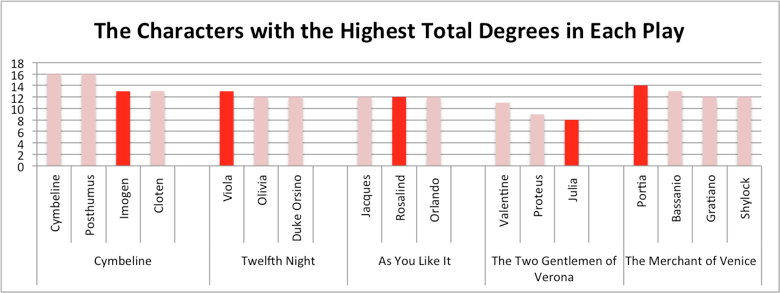 The Characters with the Highest Total Degrees in Each Play
18
16
14
12
10
8
6
4
2
0
Cymbeline
Posthumus
Imogen
Cloten
Viola
Olivia
Duke Orsino
Jacques
Rosalind
Orlando
Valentine
Proteus
Julia
Portia
Bassanio
Gratiano
Shylock
Cymbeline
Twelfth Night
As You Like It
The Two Gentlemen of
Verona
The Merchant of Venice